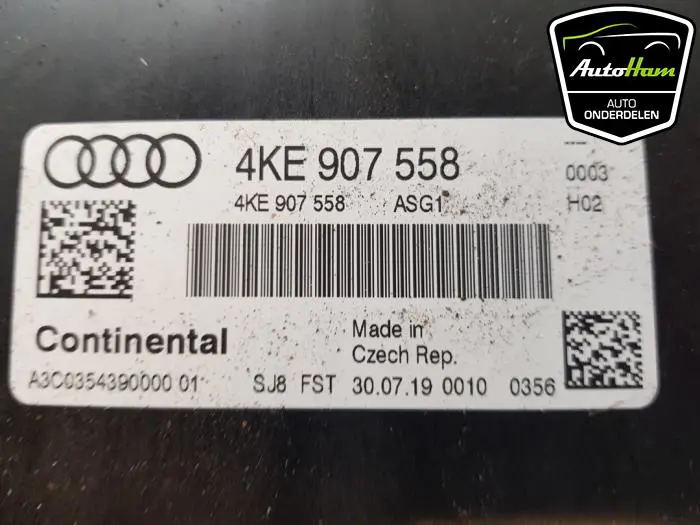 AutoHam
AUTO
ONDERDELEN
4KE 907 558
0003
4KE 907 558 ASG1 H02
Continental
Made in
Czech Rep.
A3C0354390000 01 SJ8 FST 30.07.19 0010 0356